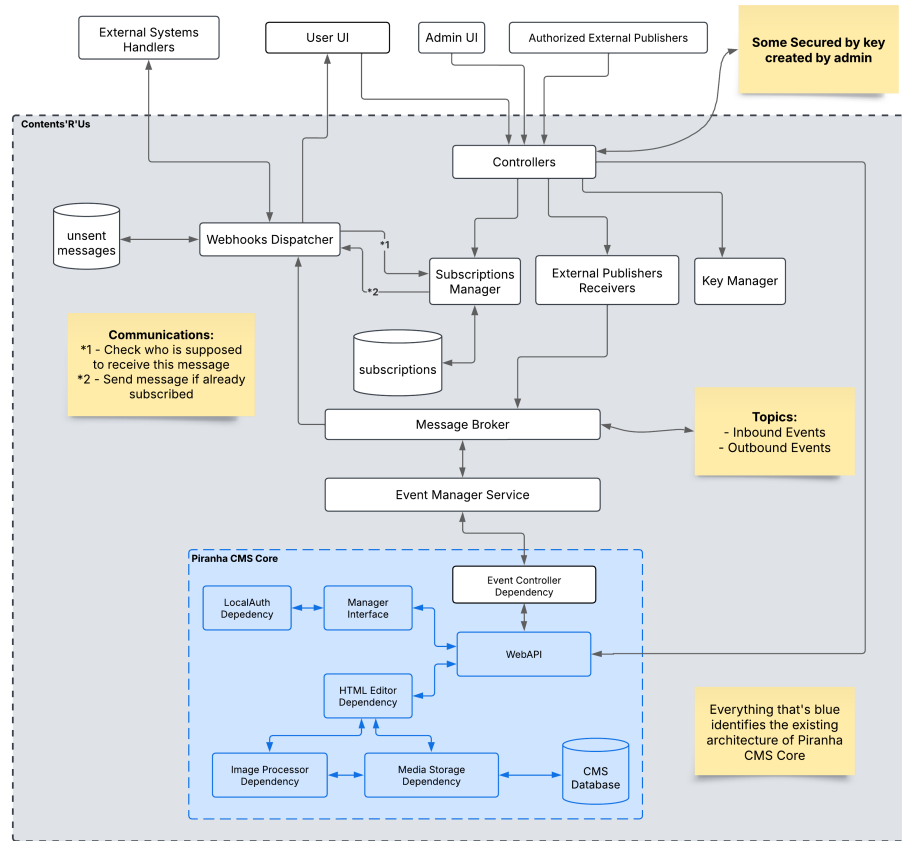 External Systems
Handlers
User UI
Admin UI
Authorized External Publishers
Some Secured by key
created by admin
Contents'R'Us
Controllers
unsent
messages
Webhooks Dispatcher
*1
*2
Subscriptions
Manager
External Publishers
Receivers
Key Manager
Communications:
*1 - Check who is supposed
to receive this message
*2 - Send message if already
subscribed
subscriptions
Message Broker
Topics:
- Inbound Events
- Outbound Events
Event Manager Service
Piranha CMS Core
Event Controller
Dependency
LocalAuth
Depedency
Manager
Interface
WebAPI
HTML Editor
Dependency
Image Processor
Dependency
Media Storage
Dependency
CMS
Database
Everything that's blue
identifies the existing
architecture of Piranha
CMS Core